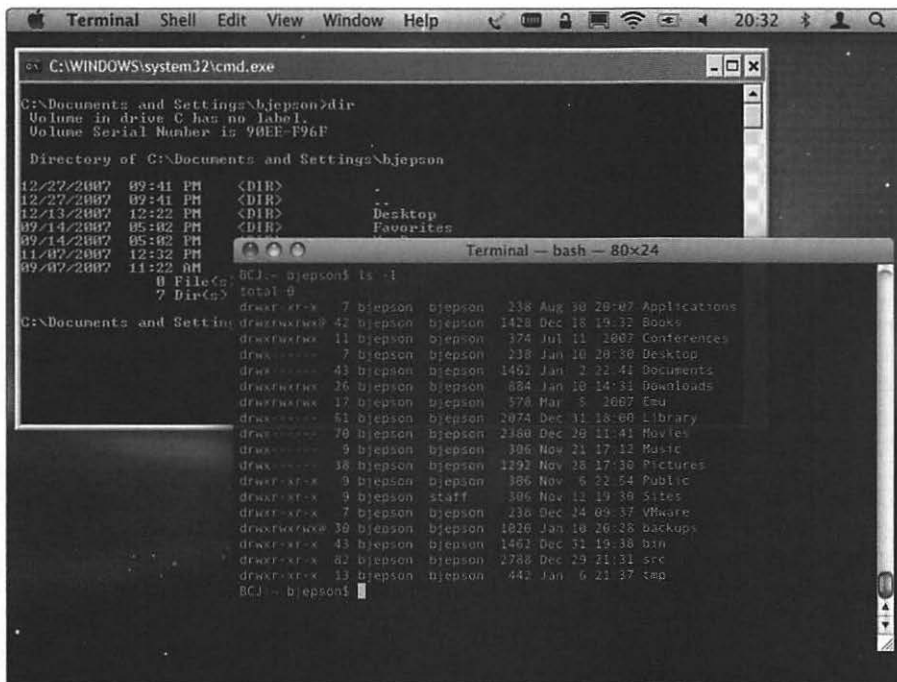 Terminal Shell Edit View Window Help 20:32
C:\WINDOWS\system32\cmd.exe
C:\Documents and Settings\bjepson>dir
Volume in drive C has no label.
Volume Serial Number is 90EE-F96F
Directory of C:\Documents and Settings\bjepson
12/27/2007 09:41 PM <DIR> .
12/27/2007 09:41 PM <DIR> ..
12/13/2007 12:22 PM <DIR> Desktop
09/14/2007 05:02 PM <DIR> Favorites
09/14/2007 05:02 PM <DIR>
11/07/2007 12:32 PM
09/07/2007 11:22 AM
0 File(s
7 Dir(s)
C:\Documents and Settin
Terminal — bash — 80×24
BCJ:~ bjepson$ ls -l
total 0
drwxr-xr-x 7 bjepson bjepson 238 Aug 30 20:07 Applications
drwxrwxrwx@ 42 bjepson bjepson 1428 Dec 18 19:32 Books
drwxrwxrwx 11 bjepson bjepson 374 Jul 11 2007 Conferences
drwx------ 7 bjepson bjepson 238 Jan 10 20:30 Desktop
drwx------ 43 bjepson bjepson 1462 Jan 2 22:41 Documents
drwxrwxrwx 26 bjepson bjepson 884 Jan 10 14:31 Downloads
drwxrwxrwx 17 bjepson bjepson 578 Mar 5 2007 Emu
drwx------ 61 bjepson bjepson 2074 Dec 31 18:00 Library
drwx------ 70 bjepson bjepson 2380 Dec 20 11:41 Movies
drwx------ 9 bjepson bjepson 306 Nov 21 17:12 Music
drwx------ 38 bjepson bjepson 1292 Nov 28 17:30 Pictures
drwxr-xr-x 9 bjepson bjepson 306 Nov 6 22:54 Public
drwxr-xr-x 9 bjepson staff 306 Nov 12 19:30 Sites
drwxr-xr-x 7 bjepson bjepson 238 Dec 24 09:37 VMware
drwxrwxrwx@ 30 bjepson bjepson 1020 Jan 10 20:28 backups
drwxr-xr-x 43 bjepson bjepson 1462 Dec 31 19:38 bin
drwxr-xr-x 82 bjepson bjepson 2788 Dec 29 21:31 src
drwxr-xr-x 13 bjepson bjepson 442 Jan 6 21:37 tmp
BCJ:~ bjepson$